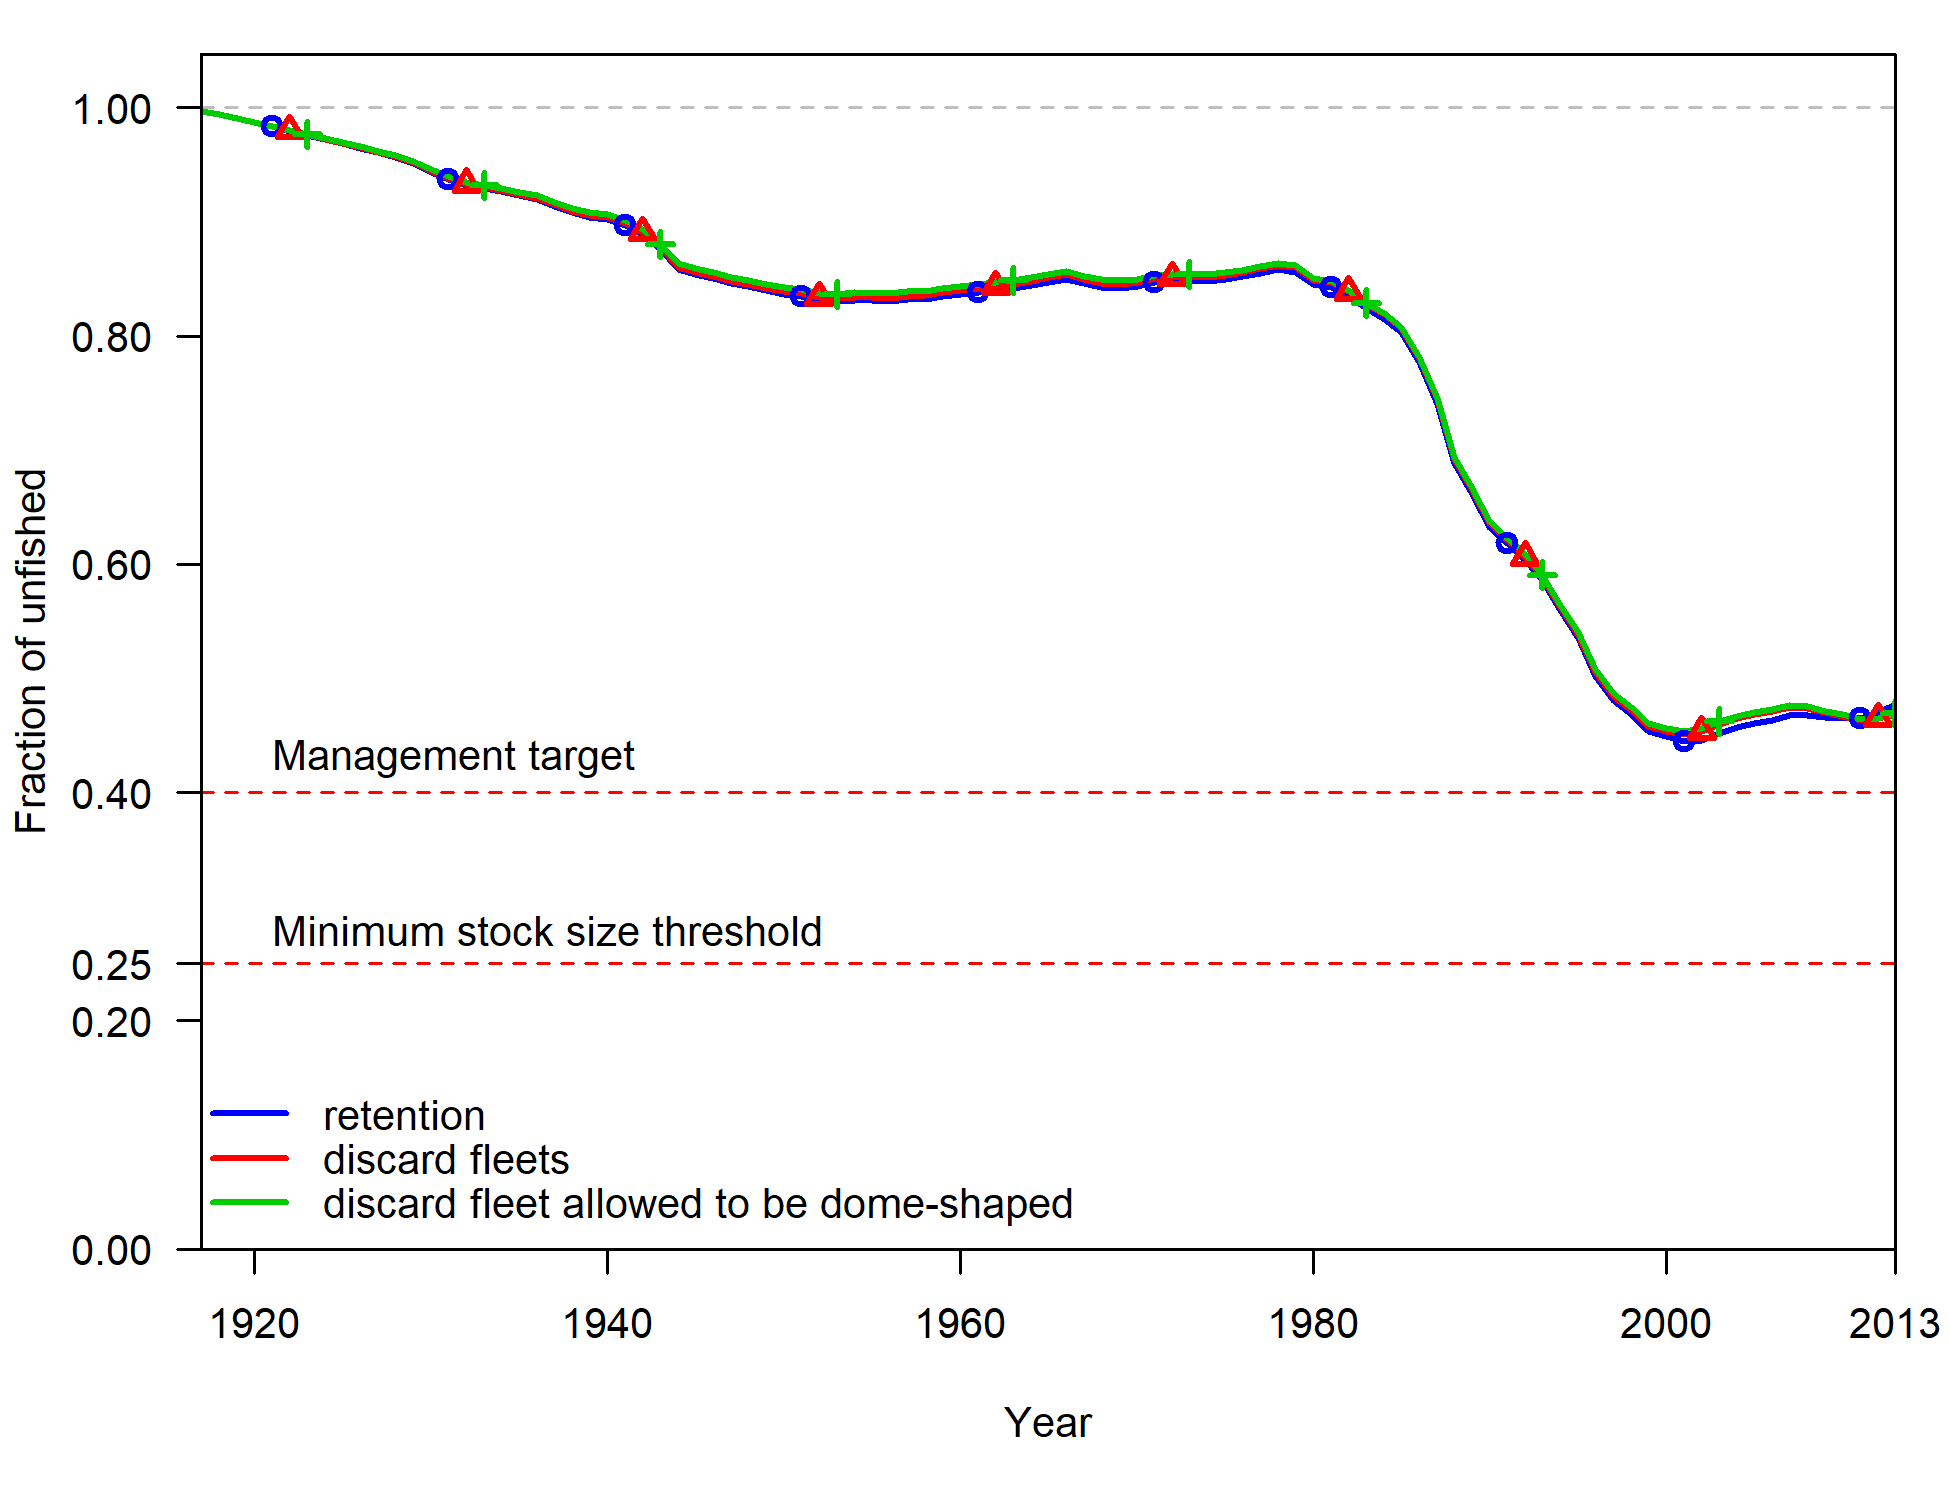 1.00
0.80
0.60
0.40
0.25
0.20
0.00
Fraction of unfished
Management target
Minimum stock size threshold
retention
discard fleets
discard fleet allowed to be dome-shaped
1920 1940 1960 1980 2000 2013
Year